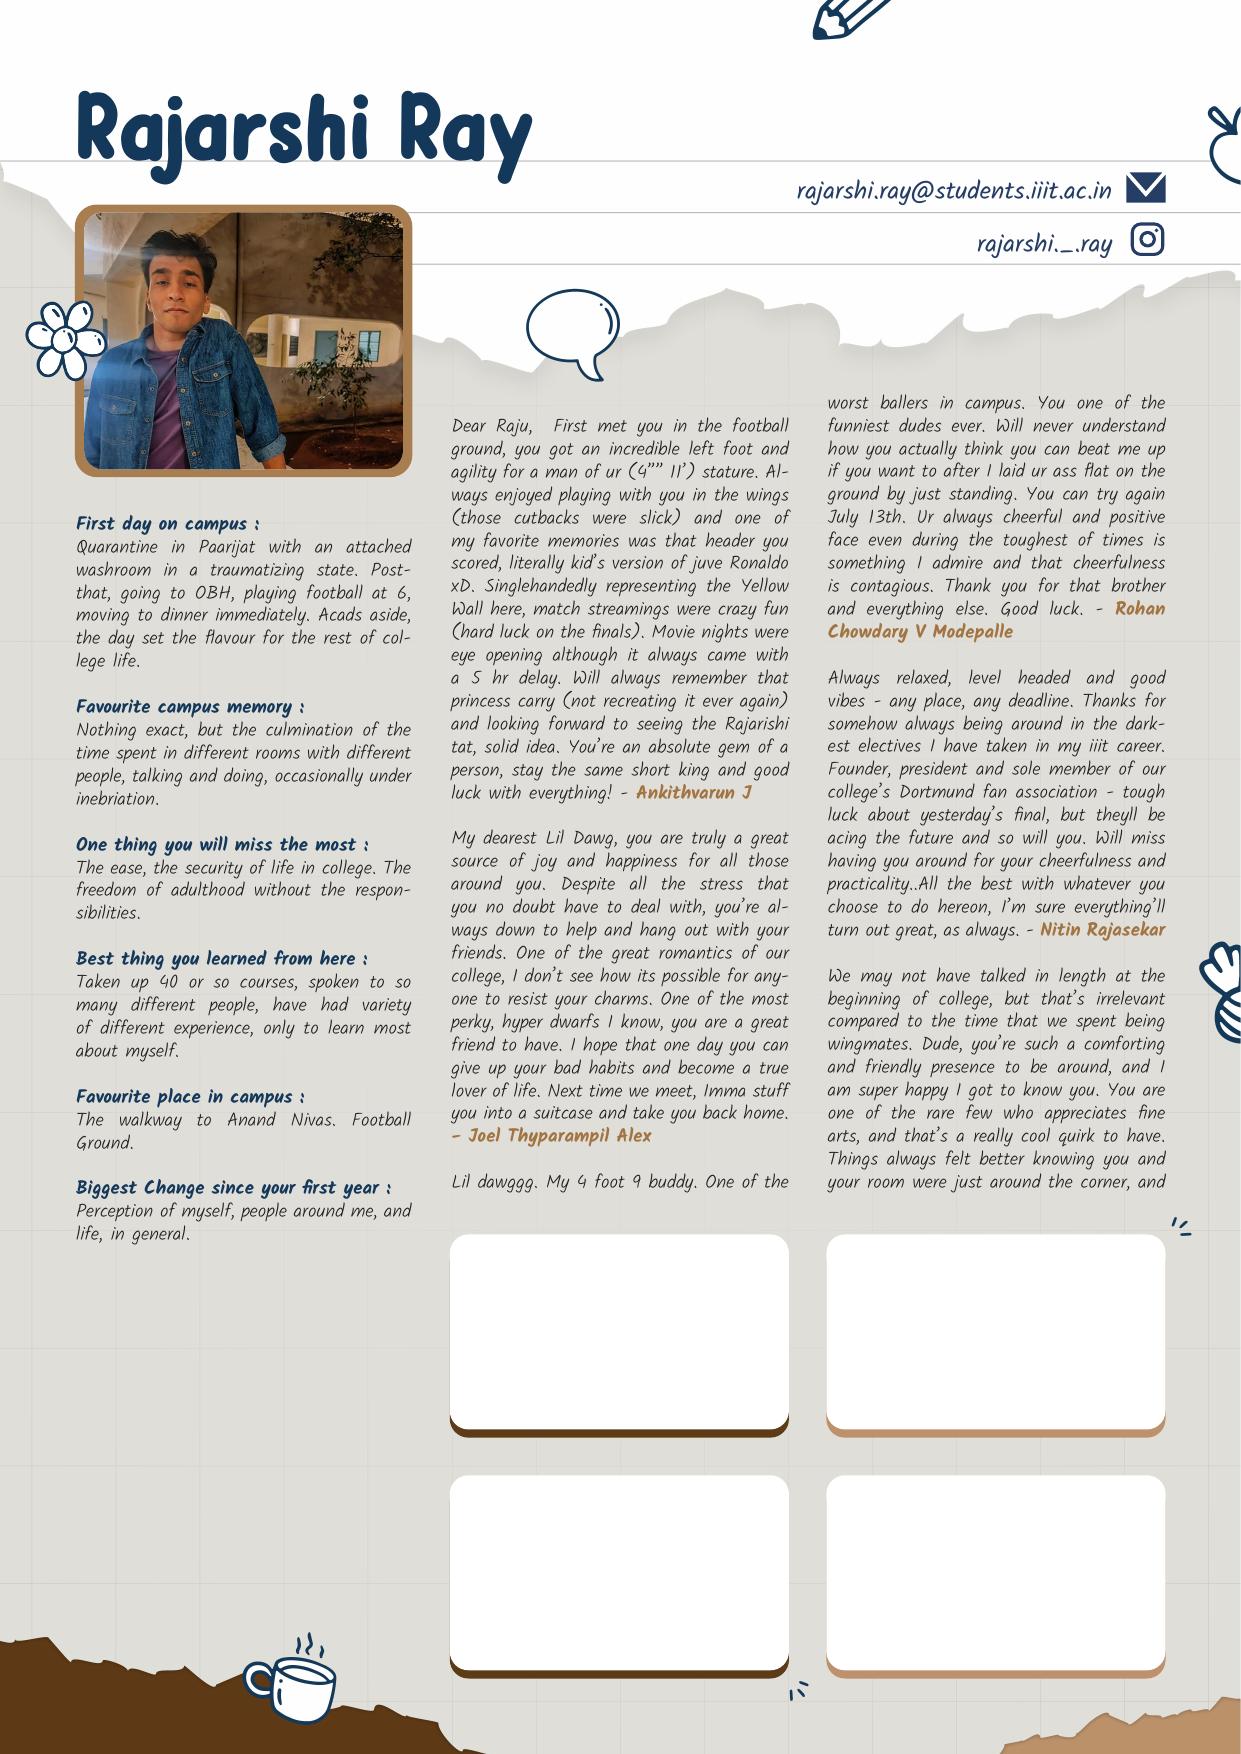 Rajarshi Ray
rajarshi.ray@students.iiit.ac.in
rajarshi._.ray
First day on campus :
Quarantine in Paarijat with an attached
washroom in a traumatizing state. Post-
that, going to OBH, playing football at 6,
moving to dinner immediately. Acads aside,
the day set the flavour for the rest of col-
lege life.
Favourite campus memory :
Nothing exact, but the culmination of the
time spent in different rooms with different
people, talking and doing, occasionally under
inebriation.
One thing you will miss the most :
The ease, the security of life in college. The
freedom of adulthood without the respon-
sibilities.
Best thing you learned from here :
Taken up 40 or so courses, spoken to so
many different people, have had variety
of different experience, only to learn most
about myself.
Favourite place in campus :
The walkway to Anand Nivas. Football
Ground.
Biggest Change since your first year :
Perception of myself, people around me, and
life, in general.
Dear Raju, First met you in the football
ground, you got an incredible left foot and
agility for a man of ur (4”” 11’) stature. Al-
ways enjoyed playing with you in the wings
(those cutbacks were slick) and one of
my favorite memories was that header you
scored, literally kid’s version of juve Ronaldo
xD. Singlehandedly representing the Yellow
Wall here, match streamings were crazy fun
(hard luck on the finals). Movie nights were
eye opening although it always came with
a 5 hr delay. Will always remember that
princess carry (not recreating it ever again)
and looking forward to seeing the Rajarishi
tat, solid idea. You’re an absolute gem of a
person, stay the same short king and good
luck with everything! - Ankithvarun J
My dearest Lil Dawg, you are truly a great
source of joy and happiness for all those
around you. Despite all the stress that
you no doubt have to deal with, you’re al-
ways down to help and hang out with your
friends. One of the great romantics of our
college, I don’t see how its possible for any-
one to resist your charms. One of the most
perky, hyper dwarfs I know, you are a great
friend to have. I hope that one day you can
give up your bad habits and become a true
lover of life. Next time we meet, Imma stuff
you into a suitcase and take you back home.
- Joel Thyparampil Alex
Lil dawggg. My 4 foot 9 buddy. One of the
worst ballers in campus. You one of the
funniest dudes ever. Will never understand
how you actually think you can beat me up
if you want to after I laid ur ass flat on the
ground by just standing. You can try again
July 13th. Ur always cheerful and positive
face even during the toughest of times is
something I admire and that cheerfulness
is contagious. Thank you for that brother
and everything else. Good luck. - Rohan
Chowdary V Modepalle
Always relaxed, level headed and good
vibes - any place, any deadline. Thanks for
somehow always being around in the dark-
est electives I have taken in my iiit career.
Founder, president and sole member of our
college’s Dortmund fan association - tough
luck about yesterday’s final, but theyll be
acing the future and so will you. Will miss
having you around for your cheerfulness and
practicality..All the best with whatever you
choose to do hereon, I’m sure everything’ll
turn out great, as always. - Nitin Rajasekar
We may not have talked in length at the
beginning of college, but that’s irrelevant
compared to the time that we spent being
wingmates. Dude, you’re such a comforting
and friendly presence to be around, and I
am super happy I got to know you. You are
one of the rare few who appreciates fine
arts, and that’s a really cool quirk to have.
Things always felt better knowing you and
your room were just around the corner, and